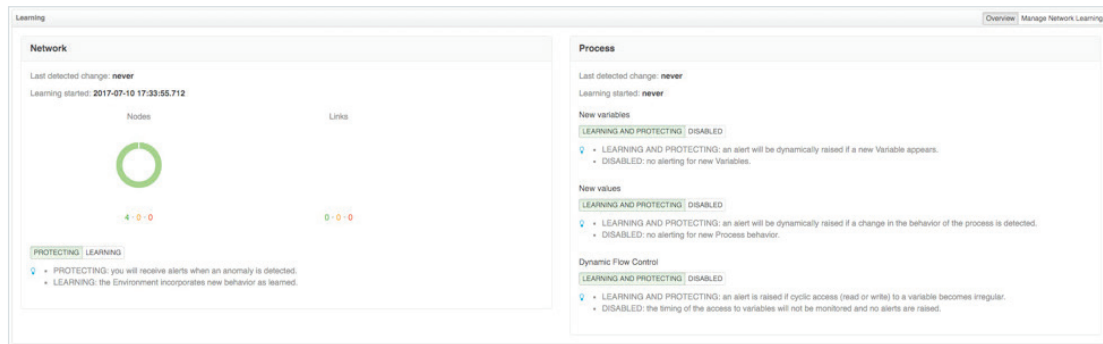 Learning
Overview Manage Network Learning
Network
Last detected change: never
Learning started: 2017-07-10 17:33:55.712
Nodes Links
4 - 0 - 0 0 - 0 - 0
PROTECTING LEARNING
• PROTECTING: you will receive alerts when an anomaly is detected.
• LEARNING: the Environment incorporates new behavior as learned.
Process
Last detected change: never
Learning started: never
New variables
LEARNING AND PROTECTING DISABLED
• LEARNING AND PROTECTING: an alert will be dynamically raised if a new Variable appears.
• DISABLED: no alerting for new Variables.
New values
LEARNING AND PROTECTING DISABLED
• LEARNING AND PROTECTING: an alert will be dynamically raised if a change in the behavior of the process is detected.
• DISABLED: no alerting for new Process behavior.
Dynamic Flow Control
LEARNING AND PROTECTING DISABLED
• LEARNING AND PROTECTING: an alert is raised if cyclic access (read or write) to a variable becomes irregular.
• DISABLED: the timing of the access to variables will not be monitored and no alerts are raised.